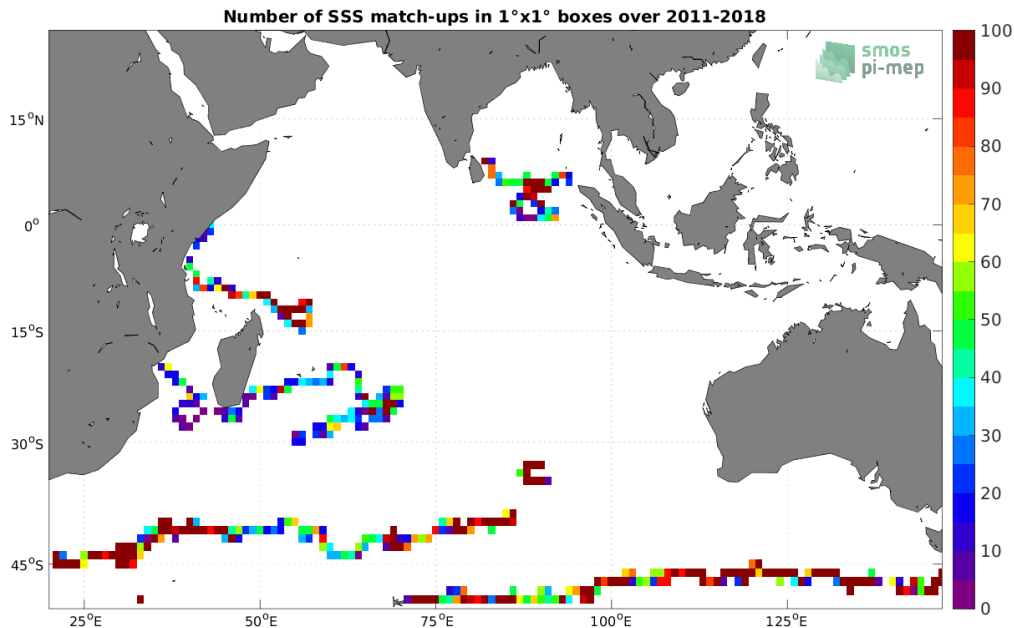 Number of SSS match-ups in 1°x1° boxes over 2011-2018
smos
pi-mep
15°N
0°
15°S
30°S
45°S
25°E
50°E
75°E
100°E
125°E
100
90
80
70
60
50
40
30
20
10
0